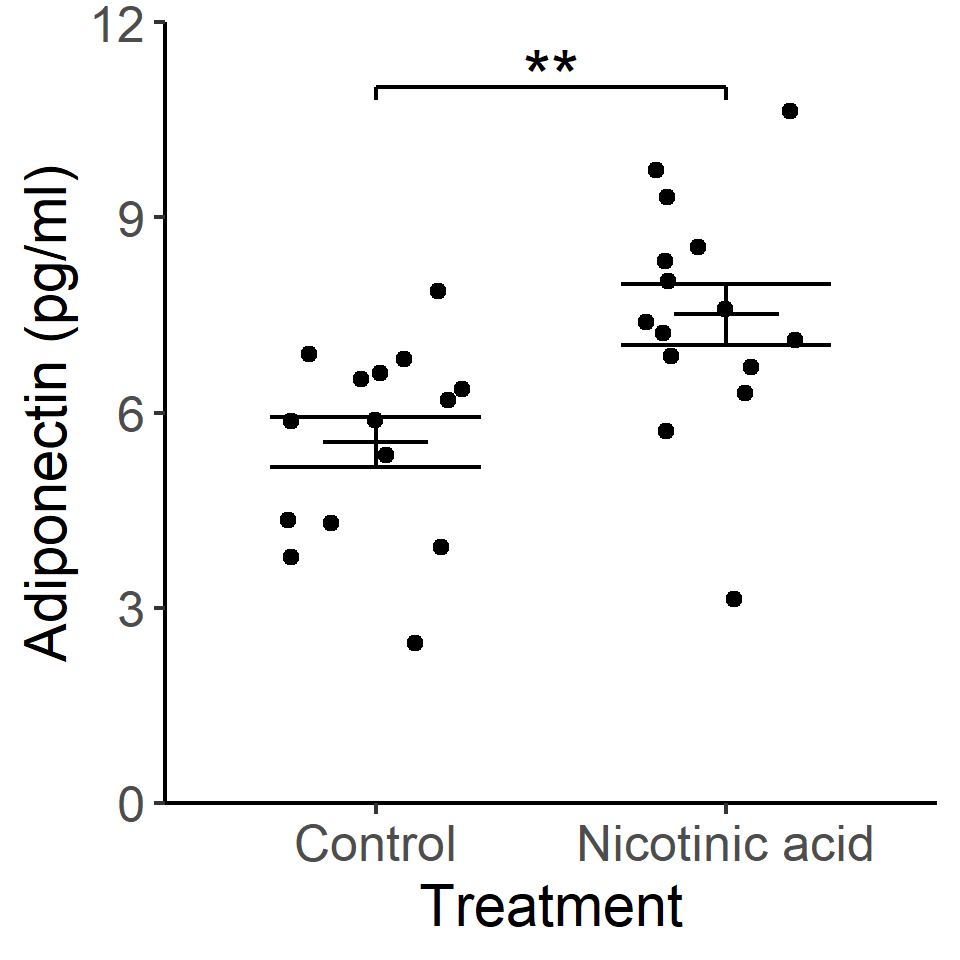 12
**
9
6
3
0
Adiponectin (pg/ml)
Control Nicotinic acid
Treatment